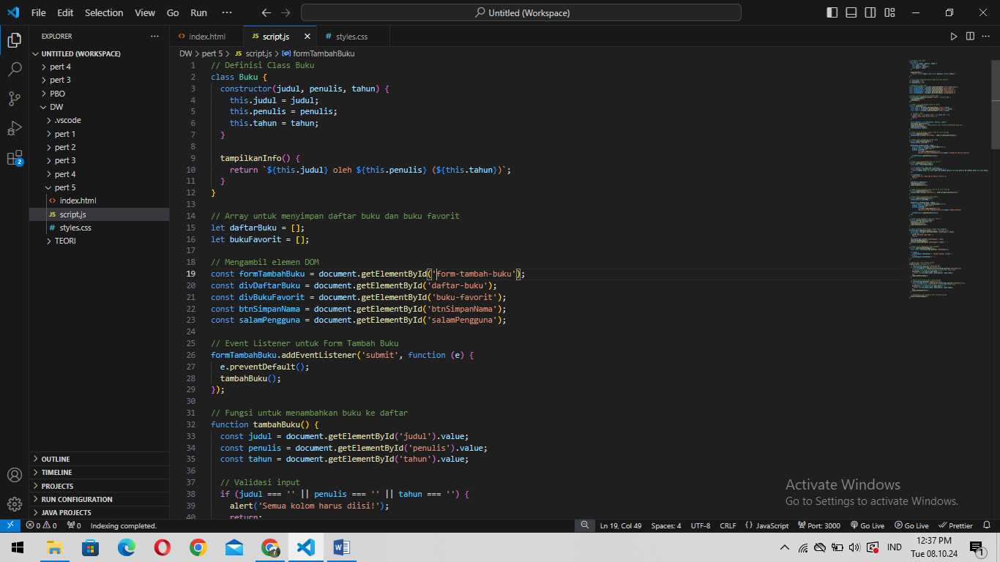 File Edit Selection View Go Run ··· Untitled (Workspace)
EXPLORER ···
UNTITLED (WORKSPACE)
pert 4
pert 3
PBO
DW
.vscode
pert 1
pert 2
pert 3
pert 4
pert 5
index.html
JS script.js
# styles.css
TEORI
OUTLINE
TIMELINE
PROJECTS
RUN CONFIGURATION
JAVA PROJECTS
2
index.html JS script.js # styles.css
DW > pert 5 > JS script.js > formTambahBuku
1 // Definisi Class Buku
2 class Buku {
3 constructor(judul, penulis, tahun) {
4 this.judul = judul;
5 this.penulis = penulis;
6 this.tahun = tahun;
7 }
8
9 tampilkanInfo() {
10 return `${this.judul} oleh ${this.penulis} (${this.tahun})`;
11 }
12 }
13
14 // Array untuk menyimpan daftar buku dan buku favorit
15 let daftarBuku = [];
16 let bukuFavorit = [];
17
18 // Mengambil elemen DOM
19 const formTambahBuku = document.getElementById('form-tambah-buku');
20 const divDaftarBuku = document.getElementById('daftar-buku');
21 const divBukuFavorit = document.getElementById('buku-favorit');
22 const btnSimpanNama = document.getElementById('btnSimpanNama');
23 const salamPengguna = document.getElementById('salamPengguna');
24
25 // Event Listener untuk Form Tambah Buku
26 formTambahBuku.addEventListener('submit', function (e) {
27 e.preventDefault();
28 tambahBuku();
29 });
30
31 // Fungsi untuk menambahkan buku ke daftar
32 function tambahBuku() {
33 const judul = document.getElementById('judul').value;
34 const penulis = document.getElementById('penulis').value;
35 const tahun = document.getElementById('tahun').value;
36
37 // Validasi input
38 if (judul === '' || penulis === '' || tahun === '') {
39 alert('Semua kolom harus diisi!');
40 return;
Activate Windows
Go to Settings to activate Windows.
0 0 0 Indexing completed. Ln 19, Col 49 Spaces: 4 UTF-8 CRLF {} JavaScript Port: 3000 Go Live Go Live Prettier
IND 12:37 PM
Tue 08.10.24
1